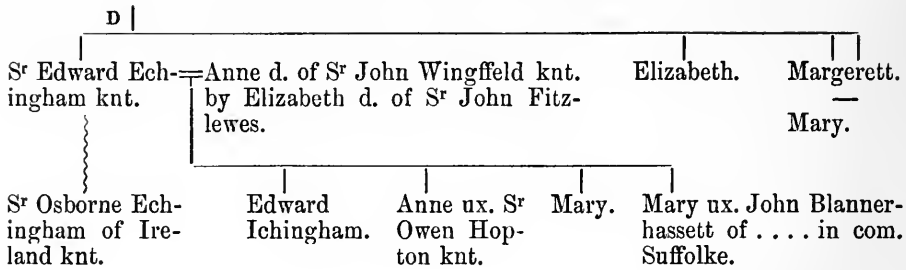 D
Sʳ Edward Ech-=Anne d. of Sʳ John Wingffeld knt.
ingham knt.
by Elizabeth d. of Sʳ John Fitz-
lewes.
Elizabeth.
Margerett.
Mary.
Sʳ Osborne Ech-
ingham of Ire-
land knt.
Edward
Ichingham.
Anne ux. Sʳ
Owen Hop-
ton knt.
Mary.
Mary ux. John Blanner-
hassett of .... in com.
Suffolke.